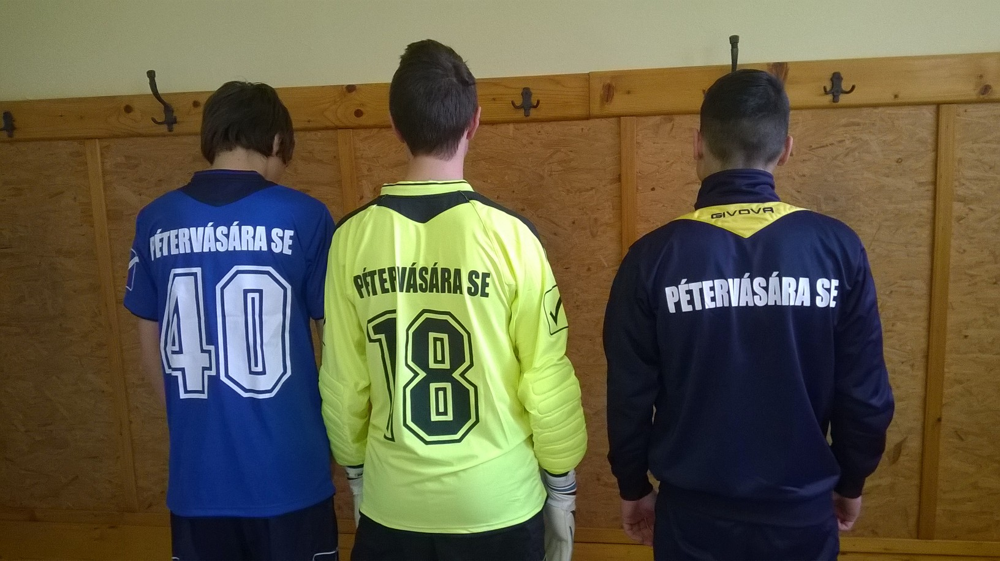 PÉTERVÁSÁRA SE
40
PÉTERVÁSÁRA SE
18
GIVOVA
PÉTERVÁSÁRA SE